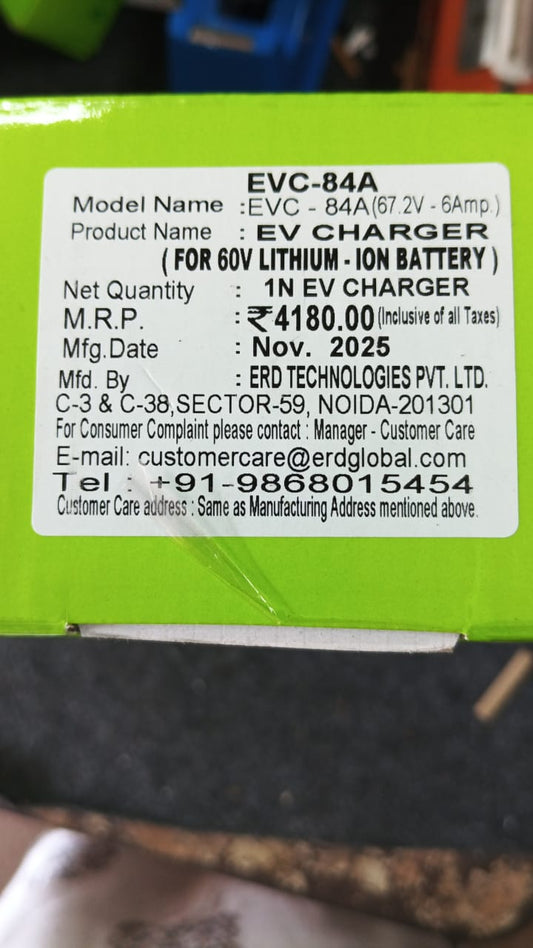 EVC-84A
Model Name : EVC - 84A(67.2V - 6Amp.)
Product Name : EV CHARGER
( FOR 60V LITHIUM - ION BATTERY )
Net Quantity : 1N EV CHARGER
M.R.P. : ₹4180.00(Inclusive of all Taxes)
Mfg.Date : Nov. 2025
Mfd. By : ERD TECHNOLOGIES PVT. LTD.
C-3 & C-38,SECTOR-59, NOIDA-201301
For Consumer Complaint please contact : Manager - Customer Care
E-mail: customercare@erdglobal.com
Tel : +91-9868015454
Customer Care address : Same as Manufacturing Address mentioned above.